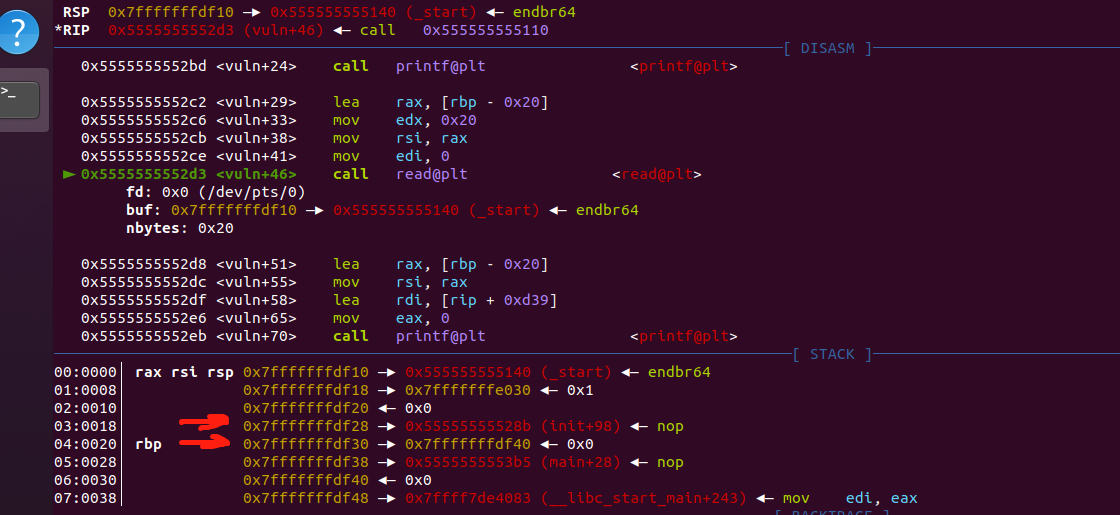 ?
>_
RSP 0x7fffffffdf10 —▸ 0x555555555140 (_start) ◂— endbr64
*RIP 0x5555555552d3 (vuln+46) ◂— call 0x555555555110
[ DISASM ]
0x5555555552bd <vuln+24> call printf@plt <printf@plt>
0x5555555552c2 <vuln+29> lea rax, [rbp - 0x20]
0x5555555552c6 <vuln+33> mov edx, 0x20
0x5555555552cb <vuln+38> mov rsi, rax
0x5555555552ce <vuln+41> mov edi, 0
► 0x5555555552d3 <vuln+46> call read@plt <read@plt>
fd: 0x0 (/dev/pts/0)
buf: 0x7fffffffdf10 —▸ 0x555555555140 (_start) ◂— endbr64
nbytes: 0x20
0x5555555552d8 <vuln+51> lea rax, [rbp - 0x20]
0x5555555552dc <vuln+55> mov rsi, rax
0x5555555552df <vuln+58> lea rdi, [rip + 0xd39]
0x5555555552e6 <vuln+65> mov eax, 0
0x5555555552eb <vuln+70> call printf@plt <printf@plt>
[ STACK ]
00:0000│ rax rsi rsp 0x7fffffffdf10 —▸ 0x555555555140 (_start) ◂— endbr64
01:0008│ 0x7fffffffdf18 —▸ 0x7fffffffe030 ◂— 0x1
02:0010│ 0x7fffffffdf20 ◂— 0x0
03:0018│ 0x7fffffffdf28 —▸ 0x55555555528b (init+98) ◂— nop
04:0020│ rbp 0x7fffffffdf30 —▸ 0x7fffffffdf40 ◂— 0x0
05:0028│ 0x7fffffffdf38 —▸ 0x5555555553b5 (main+28) ◂— nop
06:0030│ 0x7fffffffdf40 ◂— 0x0
07:0038│ 0x7fffffffdf48 —▸ 0x7ffff7de4083 (__libc_start_main+243) ◂— mov edi, eax
[ BACKTRACE ]